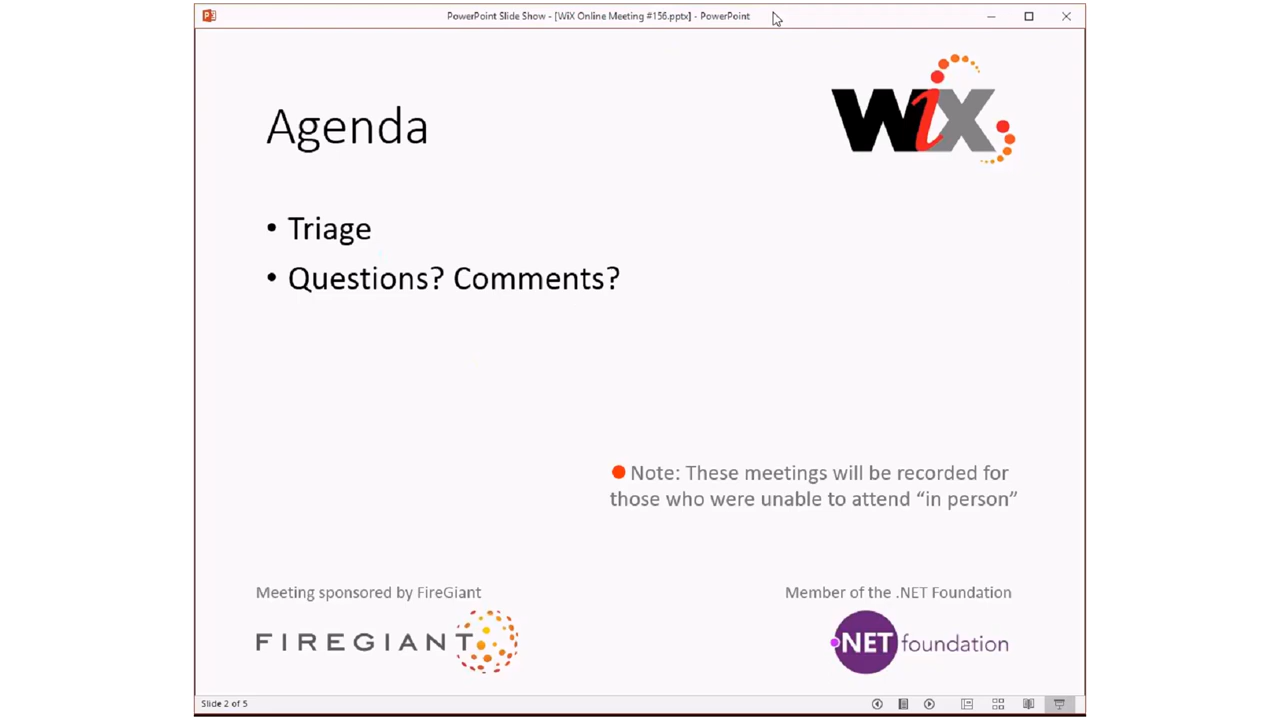 PowerPoint Slide Show - [WiX Online Meeting #156.pptx] - PowerPoint
WiX
Agenda
• Triage
• Questions? Comments?
Note: These meetings will be recorded for
those who were unable to attend “in person”
Meeting sponsored by FireGiant
FIREGIANT
Member of the .NET Foundation
.NET foundation
Slide 2 of 5